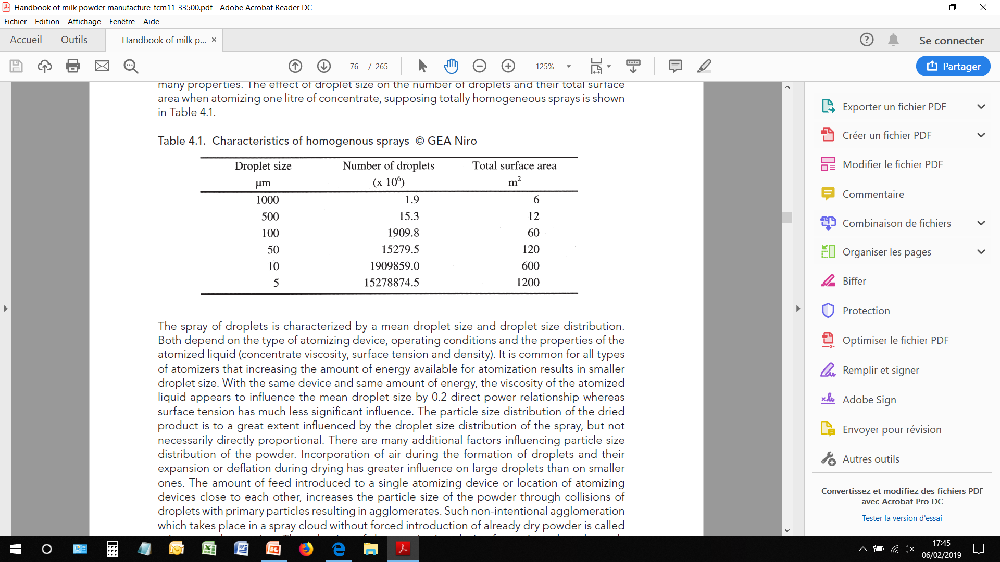 Handbook of milk powder manufacture_tcm11-33500.pdf - Adobe Acrobat Reader DC
Fichier Edition Affichage Fenêtre Aide
Accueil Outils Handbook of milk p... × ? Se connecter
76 / 265 125% Partager
many properties. The effect of droplet size on the number of droplets and their total surface
area when atomizing one litre of concentrate, supposing totally homogeneous sprays is shown
in Table 4.1.
Table 4.1. Characteristics of homogenous sprays © GEA Niro
Droplet size Number of droplets Total surface area
µm (x 10⁶) m²
1000 1.9 6
500 15.3 12
100 1909.8 60
50 15279.5 120
10 1909859.0 600
5 15278874.5 1200
The spray of droplets is characterized by a mean droplet size and droplet size distribution.
Both depend on the type of atomizing device, operating conditions and the properties of the
atomized liquid (concentrate viscosity, surface tension and density). It is common for all types
of atomizers that increasing the amount of energy available for atomization results in smaller
droplet size. With the same device and same amount of energy, the viscosity of the atomized
liquid appears to influence the mean droplet size by 0.2 direct power relationship whereas
surface tension has much less significant influence. The particle size distribution of the dried
product is to a great extent influenced by the droplet size distribution of the spray, but not
necessarily directly proportional. There are many additional factors influencing particle size
distribution of the powder. Incorporation of air during the formation of droplets and their
expansion or deflation during drying has greater influence on large droplets than on smaller
ones. The amount of feed introduced to a single atomizing device or location of atomizing
devices close to each other, increases the particle size of the powder through collisions of
droplets with primary particles resulting in agglomerates. Such non-intentional agglomeration
which takes place in a spray cloud without forced introduction of already dry powder is called
Exporter un fichier PDF
Créer un fichier PDF
Modifier le fichier PDF
Commentaire
Combinaison de fichiers
Organiser les pages
Biffer
Protection
Optimiser le fichier PDF
Remplir et signer
Adobe Sign
Envoyer pour révision
Autres outils
Convertissez et modifiez des fichiers PDF
avec Acrobat Pro DC
Tester la version d'essai
17:45
06/02/2019